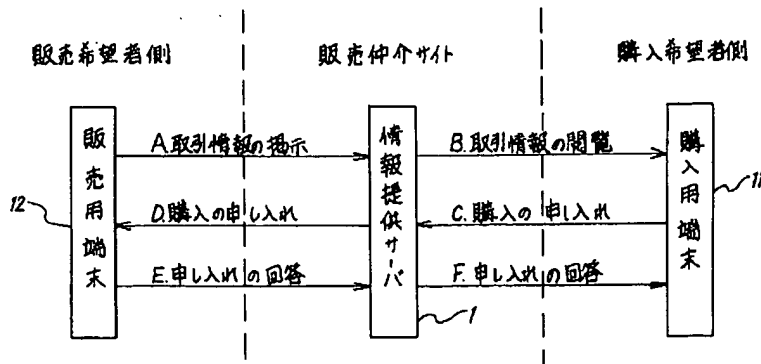 販売希望者側
販売仲介サイト
購入希望者側
販売用端末
情報提供サーバ
購入用端末
A.取引情報の掲示
B.取引情報の閲覧
12
11
D.購入の申し入れ
C.購入の申し入れ
E.申し入れの回答
F.申し入れの回答
1